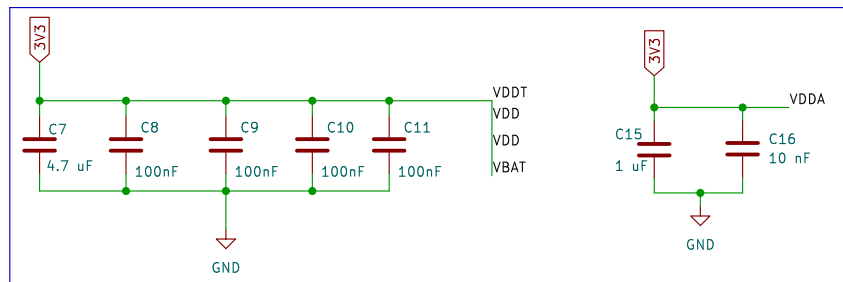 3V3
VDDT
VDD
VDD
VBAT
C7
4.7 uF
C8
100nF
C9
100nF
C10
100nF
C11
100nF
GND
3V3
VDDA
C15
1 uF
C16
10 nF
GND